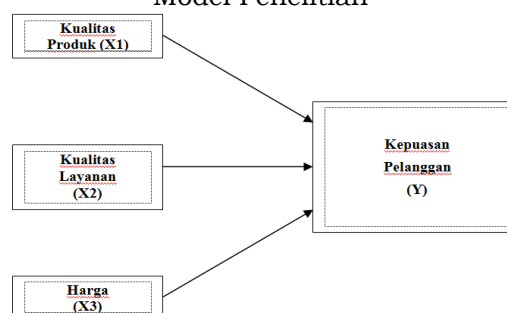 Model Penelitian
Kualitas
Produk (X1)
Kualitas
Layanan
(X2)
Harga
(X3)
Kepuasan
Pelanggan
(Y)